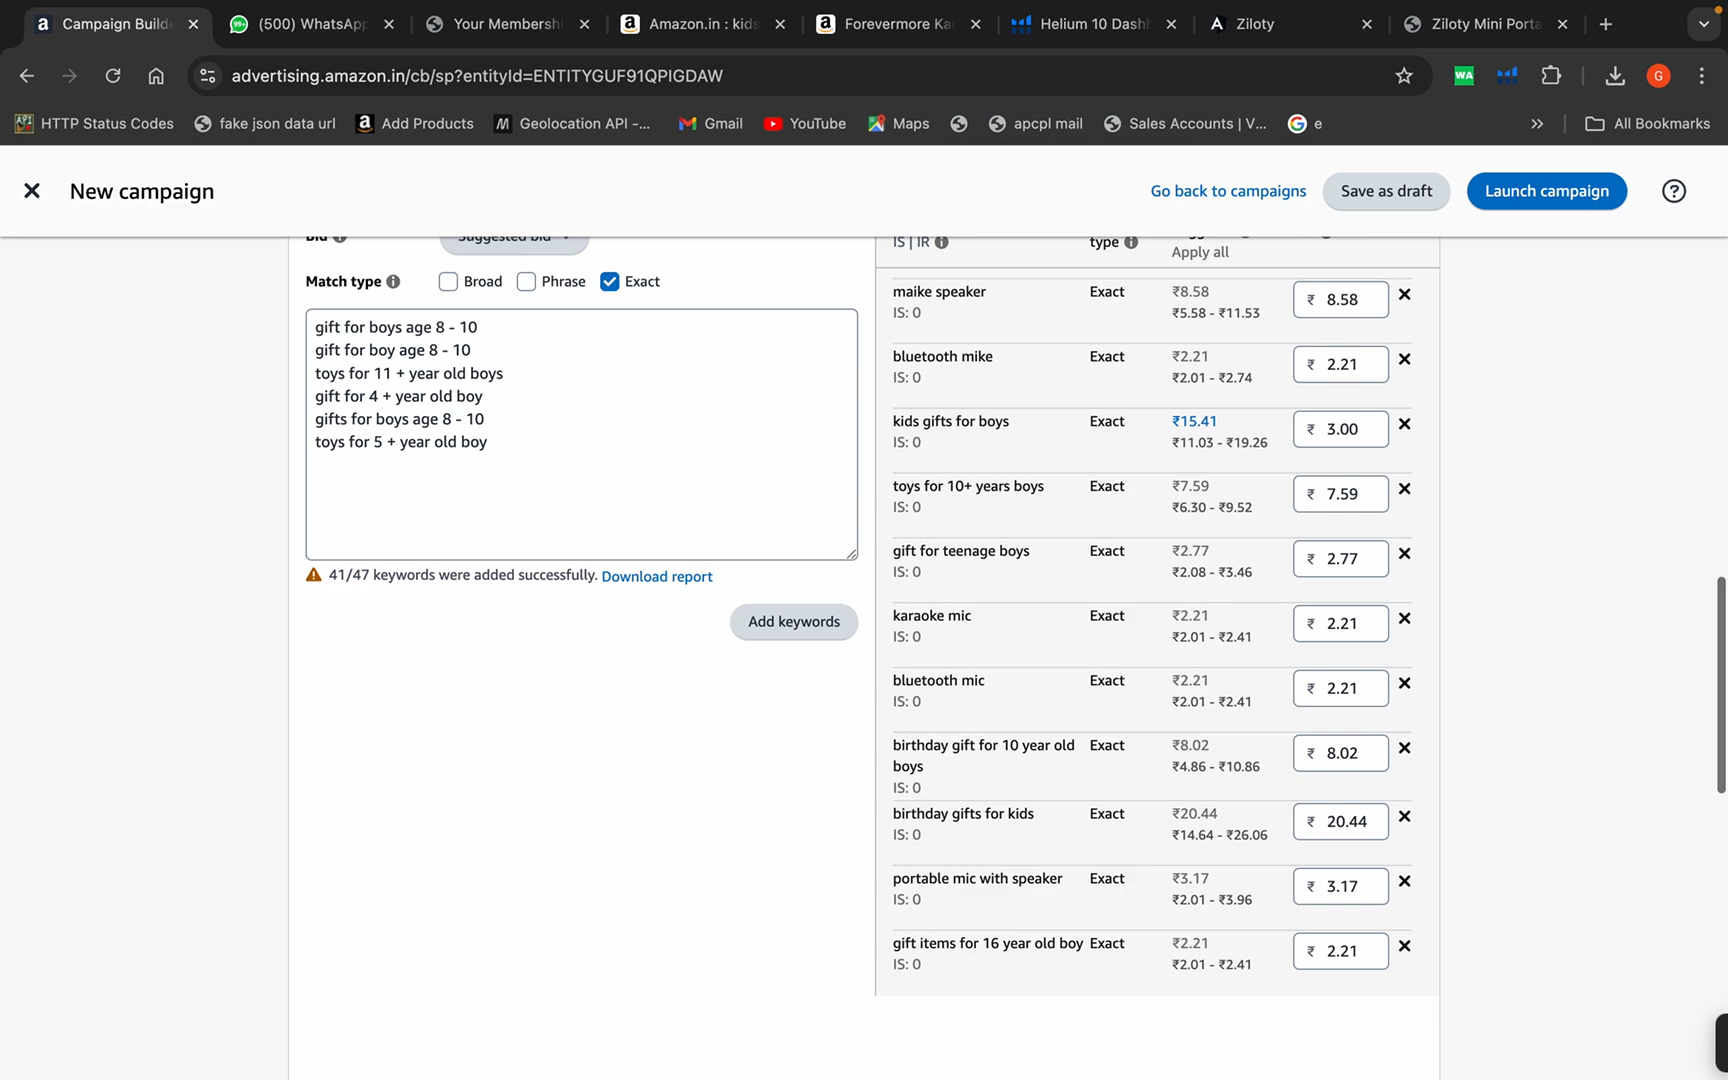 Campaign Builde
99+ (500) WhatsApp
Your Membershi
a Amazon.in : kids
a Forevermore Ka
Helium 10 Dash
Ziloty
Ziloty Mini Porta
advertising.amazon.in/cb/sp?entityId=ENTITYGUF91QPIGDAW
WA
G
API HTTP Status Codes
fake json data url
a Add Products
M Geolocation API -...
Gmail
YouTube
Maps
apcpl mail
Sales Accounts | V...
G e
»
All Bookmarks
New campaign
Go back to campaigns
Save as draft
Launch campaign
Bid
Suggested bid
IS | IR
type
Apply all
Match type
Broad
Phrase
Exact
gift for boys age 8 - 10
gift for boy age 8 - 10
toys for 11 + year old boys
gift for 4 + year old boy
gifts for boys age 8 - 10
toys for 5 + year old boy
41/47 keywords were added successfully. Download report
Add keywords
maike speaker Exact ₹8.58 ₹ 8.58
IS: 0 ₹5.58 - ₹11.53
bluetooth mike Exact ₹2.21 ₹ 2.21
IS: 0 ₹2.01 - ₹2.74
kids gifts for boys Exact ₹15.41 ₹ 3.00
IS: 0 ₹11.03 - ₹19.26
toys for 10+ years boys Exact ₹7.59 ₹ 7.59
IS: 0 ₹6.30 - ₹9.52
gift for teenage boys Exact ₹2.77 ₹ 2.77
IS: 0 ₹2.08 - ₹3.46
karaoke mic Exact ₹2.21 ₹ 2.21
IS: 0 ₹2.01 - ₹2.41
bluetooth mic Exact ₹2.21 ₹ 2.21
IS: 0 ₹2.01 - ₹2.41
birthday gift for 10 year old Exact ₹8.02 ₹ 8.02
boys ₹4.86 - ₹10.86
IS: 0
birthday gifts for kids Exact ₹20.44 ₹ 20.44
IS: 0 ₹14.64 - ₹26.06
portable mic with speaker Exact ₹3.17 ₹ 3.17
IS: 0 ₹2.01 - ₹3.96
gift items for 16 year old boy Exact ₹2.21 ₹ 2.21
IS: 0 ₹2.01 - ₹2.41